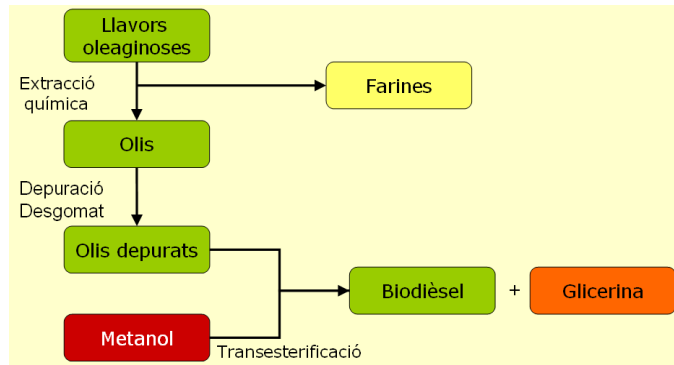 Llavors
oleaginoses
Extracció
química
Farines
Olis
Depuració
Desgomat
Olis depurats
Biodièsel
+
Glicerina
Metanol
Transesterificació